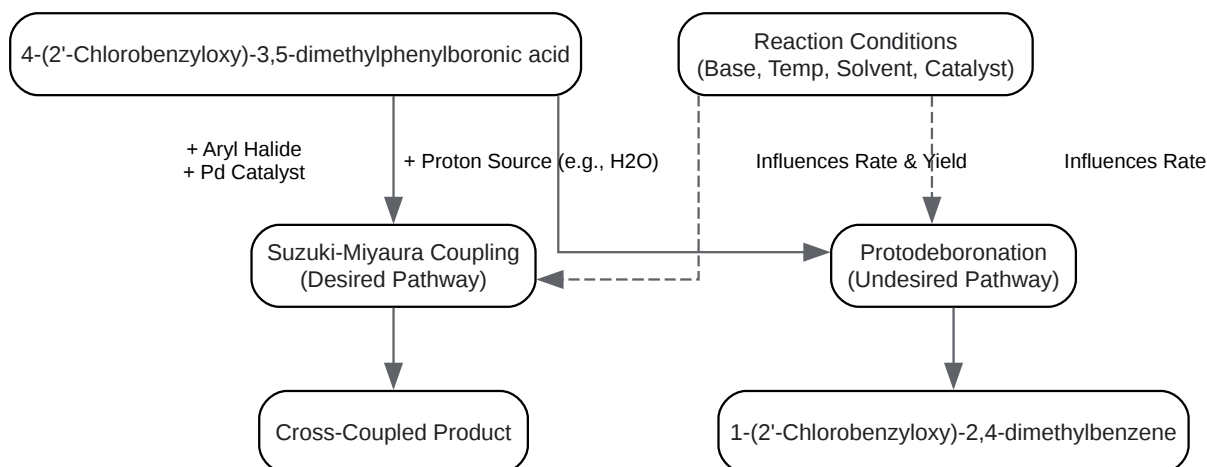 4-(2'-Chlorobenzyloxy)-3,5-dimethylphenylboronic acid
Reaction Conditions
(Base, Temp, Solvent, Catalyst)
+ Aryl Halide
+ Pd Catalyst
+ Proton Source (e.g., H2O)
Influences Rate & Yield
Influences Rate
Suzuki-Miyaura Coupling
(Desired Pathway)
Protodeboronation
(Undesired Pathway)
Cross-Coupled Product
1-(2'-Chlorobenzyloxy)-2,4-dimethylbenzene